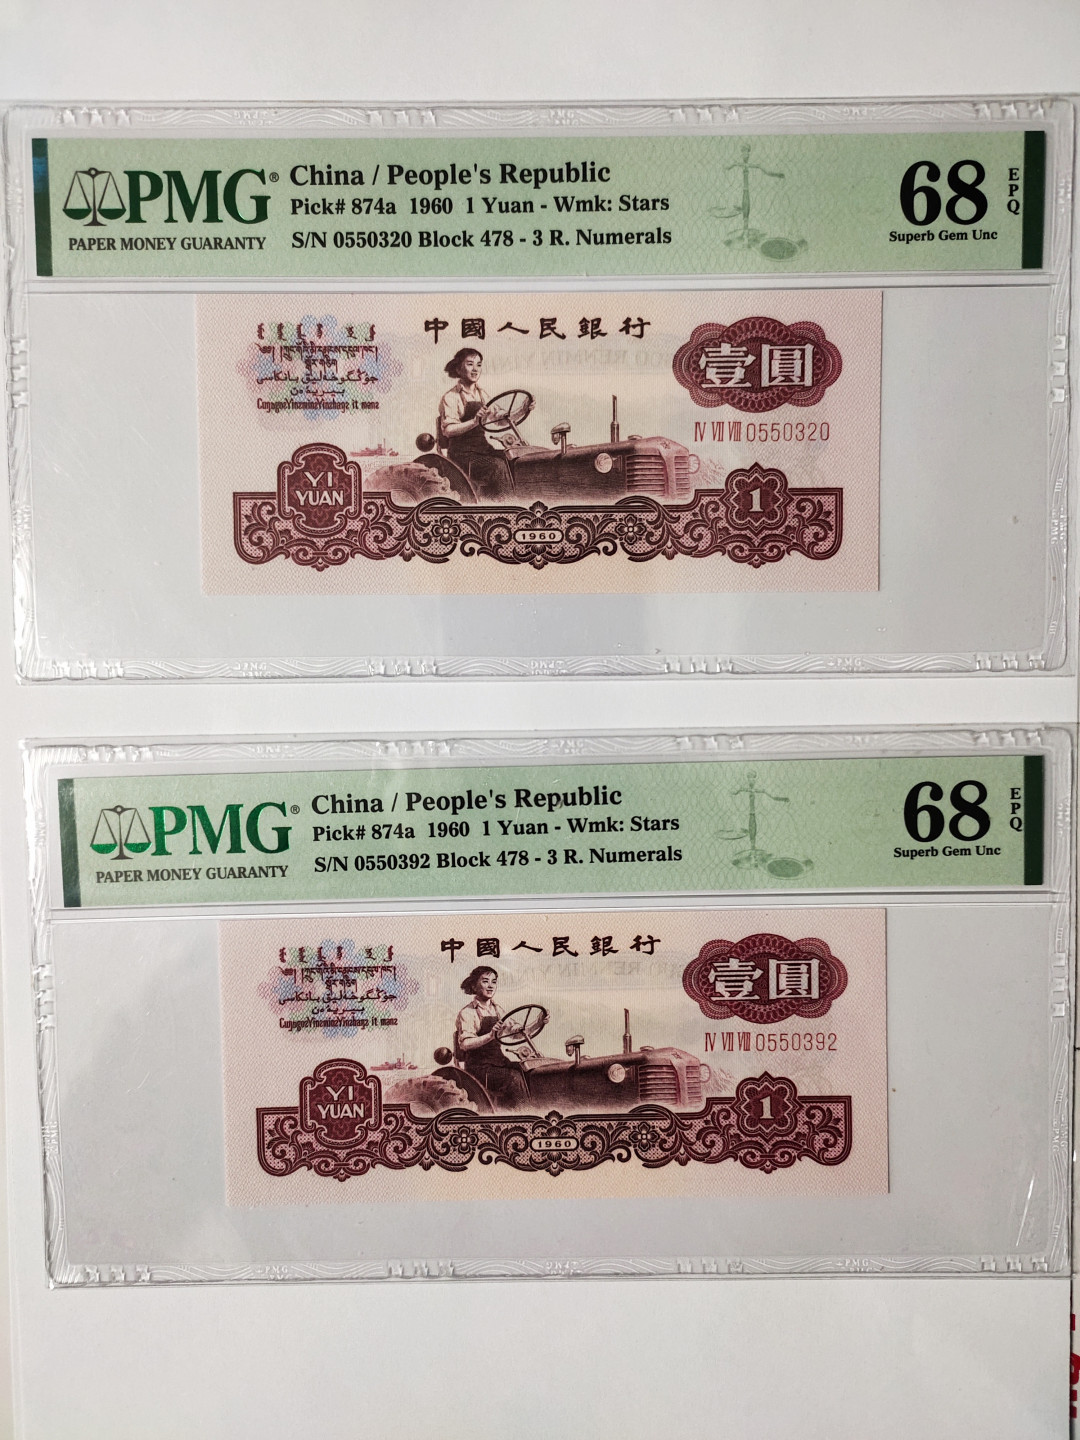 PMG®
PAPER MONEY GUARANTY
China / People's Republic
Pick# 874a 1960 1 Yuan - Wmk: Stars
S/N 0550320 Block 478 - 3 R. Numerals
68
EPQ
Superb Gem Unc
中國人民銀行
壹圓
Ⅳ Ⅶ Ⅷ 0550320
YI
YUAN
1
1960
PMG®
PAPER MONEY GUARANTY
China / People's Republic
Pick# 874a 1960 1 Yuan - Wmk: Stars
S/N 0550392 Block 478 - 3 R. Numerals
68
EPQ
Superb Gem Unc
中國人民銀行
壹圓
Ⅳ Ⅶ Ⅷ 0550392
YI
YUAN
1
1960